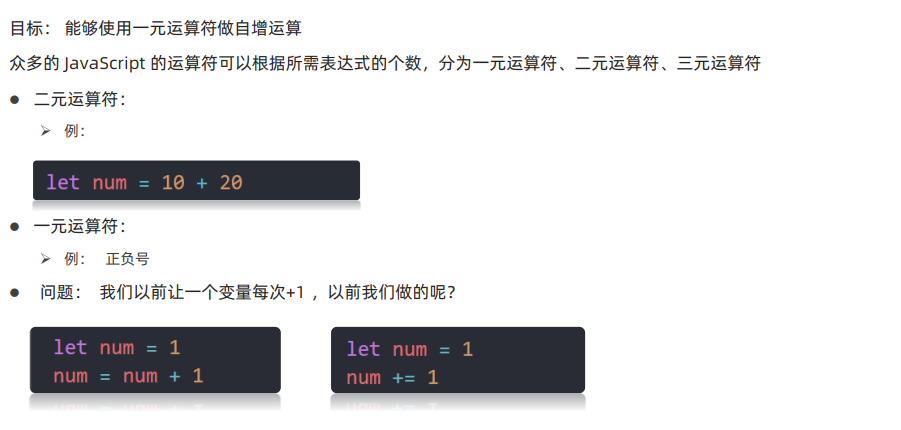 目标： 能够使用一元运算符做自增运算
众多的 JavaScript 的运算符可以根据所需表达式的个数，分为一元运算符、二元运算符、三元运算符
● 二元运算符：
➢ 例：
let num = 10 + 20
● 一元运算符：
➢ 例： 正负号
● 问题： 我们以前让一个变量每次+1 ，以前我们做的呢？
let num = 1
num = num + 1
let num = 1
num += 1